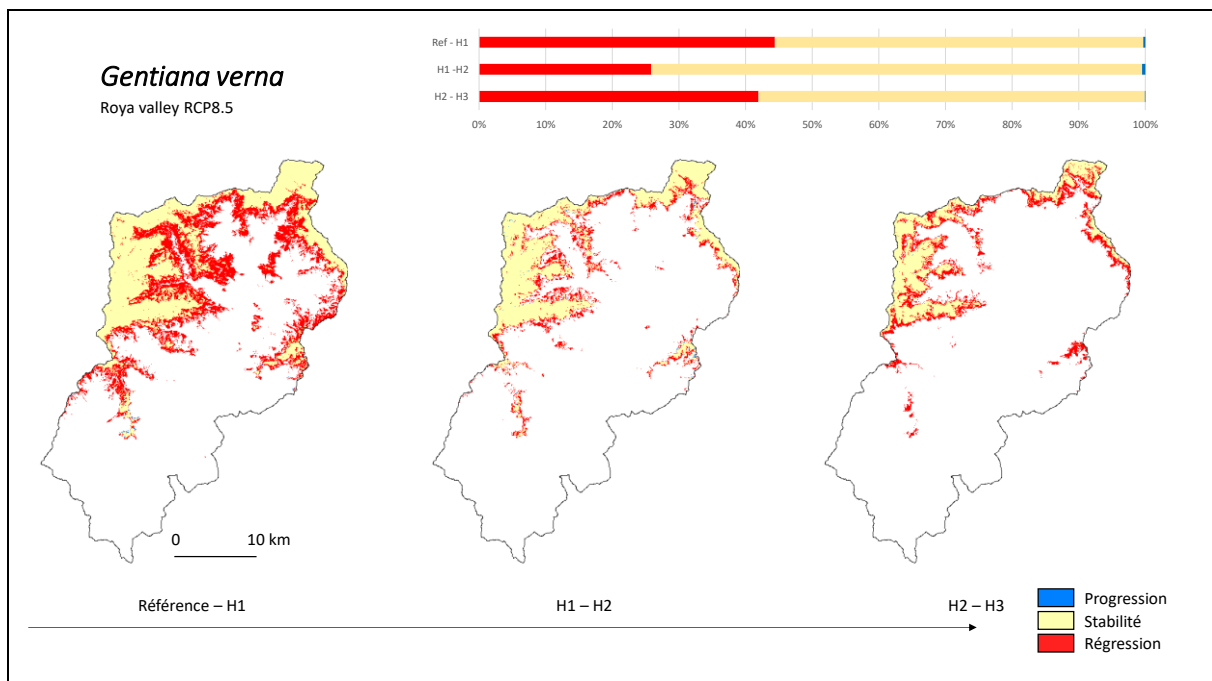 Gentiana verna
Roya valley RCP8.5
Ref - H1
H1 -H2
H2 - H3
0% 10% 20% 30% 40% 50% 60% 70% 80% 90% 100%
0 10 km
Référence – H1 H1 – H2 H2 – H3
Progression
Stabilité
Régression